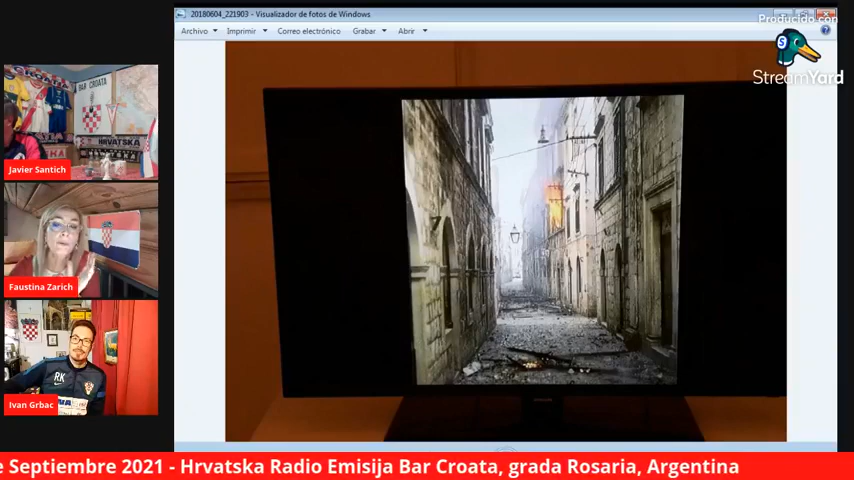 20180604_221903 - Visualizador de fotos de Windows
Producido con
Archivo Imprimir Correo electrónico Grabar Abrir
StreamYard
BAR CROATA
HRVATSKA
Javier Santich
Faustina Zarich
RK
Ivan Grbac
e Septiembre 2021 - Hrvatska Radio Emisija Bar Croata, grada Rosaria, Argentina